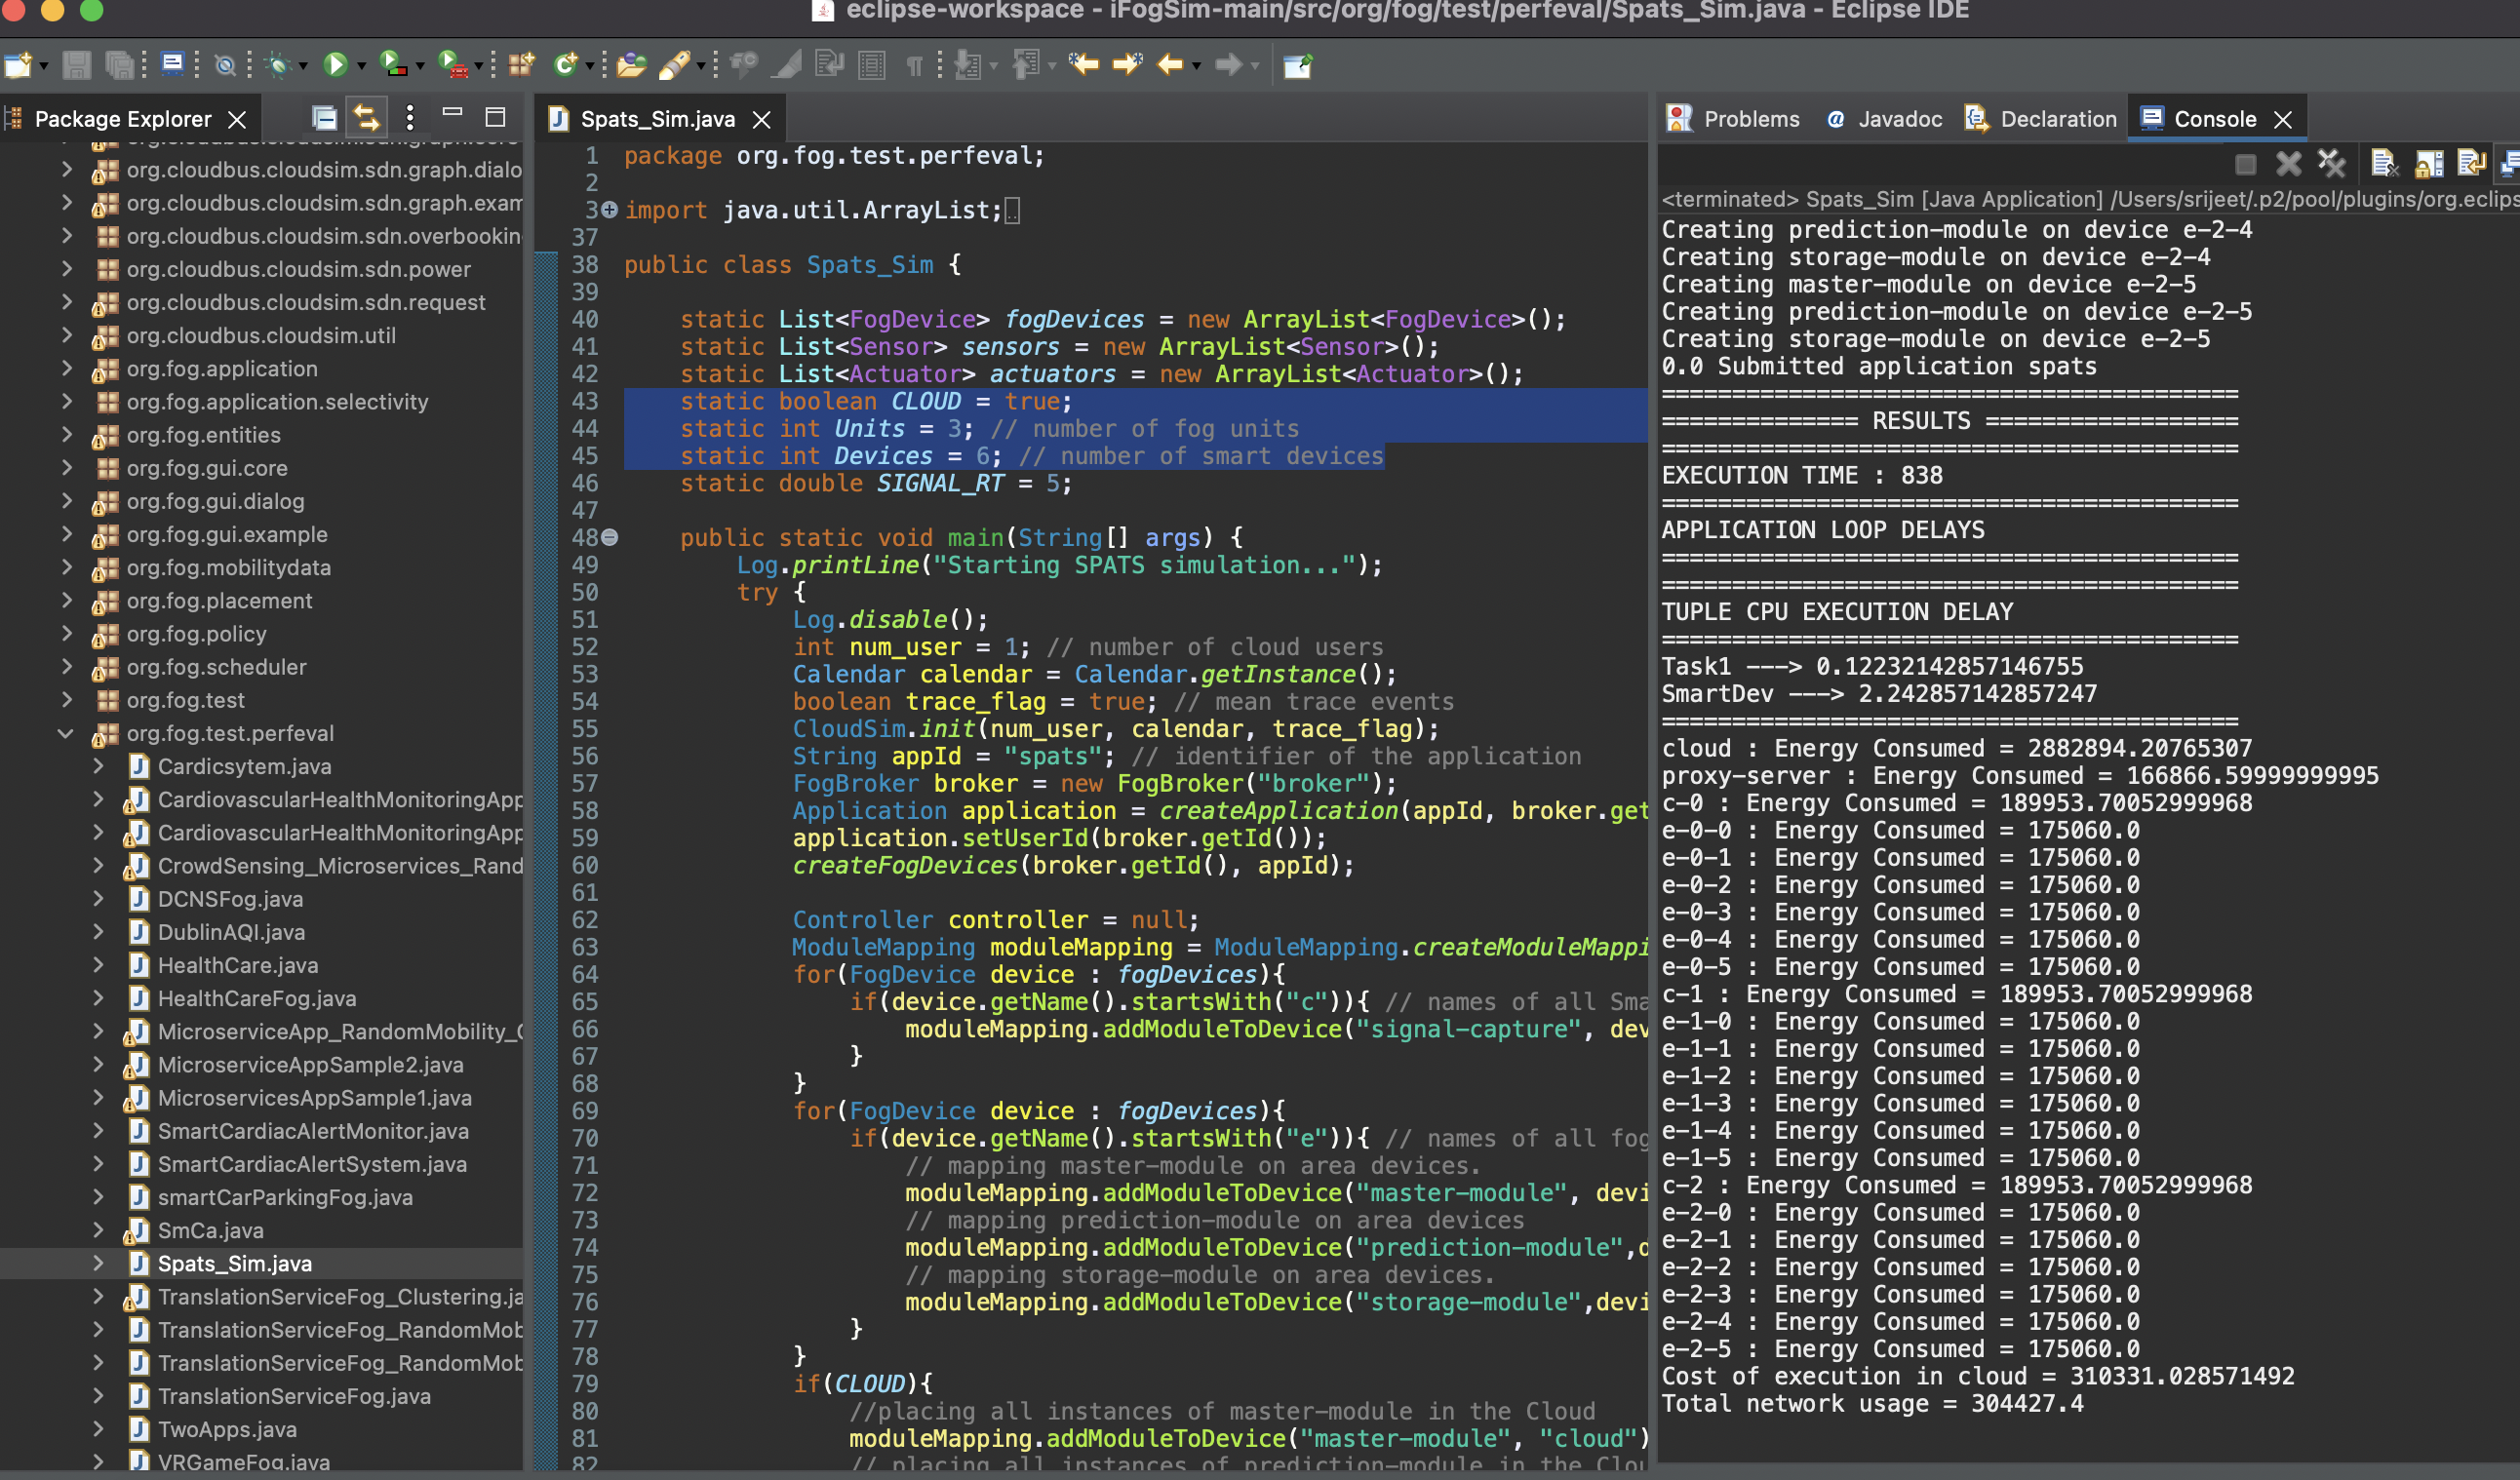 eclipse-workspace - iFogSim-main/src/org/fog/test/perfeval/Spats_Sim.java - Eclipse IDE
Package Explorer
org.cloudbus.cloudsim.sdn.graph.core
org.cloudbus.cloudsim.sdn.graph.dialo
org.cloudbus.cloudsim.sdn.graph.exam
org.cloudbus.cloudsim.sdn.overbookin
org.cloudbus.cloudsim.sdn.power
org.cloudbus.cloudsim.sdn.request
org.cloudbus.cloudsim.util
org.fog.application
org.fog.application.selectivity
org.fog.entities
org.fog.gui.core
org.fog.gui.dialog
org.fog.gui.example
org.fog.mobilitydata
org.fog.placement
org.fog.policy
org.fog.scheduler
org.fog.test
org.fog.test.perfeval
Cardicsytem.java
CardiovascularHealthMonitoringApp
CardiovascularHealthMonitoringApp
CrowdSensing_Microservices_Rand
DCNSFog.java
DublinAQI.java
HealthCare.java
HealthCareFog.java
MicroserviceApp_RandomMobility_C
MicroserviceAppSample2.java
MicroservicesAppSample1.java
SmartCardiacAlertMonitor.java
SmartCardiacAlertSystem.java
smartCarParkingFog.java
SmCa.java
Spats_Sim.java
TranslationServiceFog_Clustering.ja
TranslationServiceFog_RandomMob
TranslationServiceFog_RandomMob
TranslationServiceFog.java
TwoApps.java
VRGameFog.java
Spats_Sim.java
1 package org.fog.test.perfeval;
2
3 import java.util.ArrayList;
37
38 public class Spats_Sim {
39
40 static List<FogDevice> fogDevices = new ArrayList<FogDevice>();
41 static List<Sensor> sensors = new ArrayList<Sensor>();
42 static List<Actuator> actuators = new ArrayList<Actuator>();
43 static boolean CLOUD = true;
44 static int Units = 3; // number of fog units
45 static int Devices = 6; // number of smart devices
46 static double SIGNAL_RT = 5;
47
48 public static void main(String[] args) {
49 Log.printLine("Starting SPATS simulation...");
50 try {
51 Log.disable();
52 int num_user = 1; // number of cloud users
53 Calendar calendar = Calendar.getInstance();
54 boolean trace_flag = true; // mean trace events
55 CloudSim.init(num_user, calendar, trace_flag);
56 String appId = "spats"; // identifier of the application
57 FogBroker broker = new FogBroker("broker");
58 Application application = createApplication(appId, broker.get
59 application.setUserId(broker.getId());
60 createFogDevices(broker.getId(), appId);
61
62 Controller controller = null;
63 ModuleMapping moduleMapping = ModuleMapping.createModuleMappi
64 for(FogDevice device : fogDevices){
65 if(device.getName().startsWith("c")){ // names of all Sma
66 moduleMapping.addModuleToDevice("signal-capture", dev
67 }
68 }
69 for(FogDevice device : fogDevices){
70 if(device.getName().startsWith("e")){ // names of all fog
71 // mapping master-module on area devices.
72 moduleMapping.addModuleToDevice("master-module", devi
73 // mapping prediction-module on area devices
74 moduleMapping.addModuleToDevice("prediction-module",d
75 // mapping storage-module on area devices.
76 moduleMapping.addModuleToDevice("storage-module",devi
77 }
78 }
79 if(CLOUD){
80 //placing all instances of master-module in the Cloud
81 moduleMapping.addModuleToDevice("master-module", "cloud")
82 // placing all instances of prediction-module in the Clou
Problems @ Javadoc Declaration Console
<terminated> Spats_Sim [Java Application] /Users/srijeet/.p2/pool/plugins/org.eclips
Creating prediction-module on device e-2-4
Creating storage-module on device e-2-4
Creating master-module on device e-2-5
Creating prediction-module on device e-2-5
Creating storage-module on device e-2-5
0.0 Submitted application spats
=========================================
============== RESULTS ==================
=========================================
EXECUTION TIME : 838
=========================================
APPLICATION LOOP DELAYS
=========================================
=========================================
TUPLE CPU EXECUTION DELAY
=========================================
Task1 ---> 0.12232142857146755
SmartDev ---> 2.242857142857247
=========================================
cloud : Energy Consumed = 2882894.20765307
proxy-server : Energy Consumed = 166866.59999999995
c-0 : Energy Consumed = 189953.70052999968
e-0-0 : Energy Consumed = 175060.0
e-0-1 : Energy Consumed = 175060.0
e-0-2 : Energy Consumed = 175060.0
e-0-3 : Energy Consumed = 175060.0
e-0-4 : Energy Consumed = 175060.0
e-0-5 : Energy Consumed = 175060.0
c-1 : Energy Consumed = 189953.70052999968
e-1-0 : Energy Consumed = 175060.0
e-1-1 : Energy Consumed = 175060.0
e-1-2 : Energy Consumed = 175060.0
e-1-3 : Energy Consumed = 175060.0
e-1-4 : Energy Consumed = 175060.0
e-1-5 : Energy Consumed = 175060.0
c-2 : Energy Consumed = 189953.70052999968
e-2-0 : Energy Consumed = 175060.0
e-2-1 : Energy Consumed = 175060.0
e-2-2 : Energy Consumed = 175060.0
e-2-3 : Energy Consumed = 175060.0
e-2-4 : Energy Consumed = 175060.0
e-2-5 : Energy Consumed = 175060.0
Cost of execution in cloud = 310331.028571492
Total network usage = 304427.4